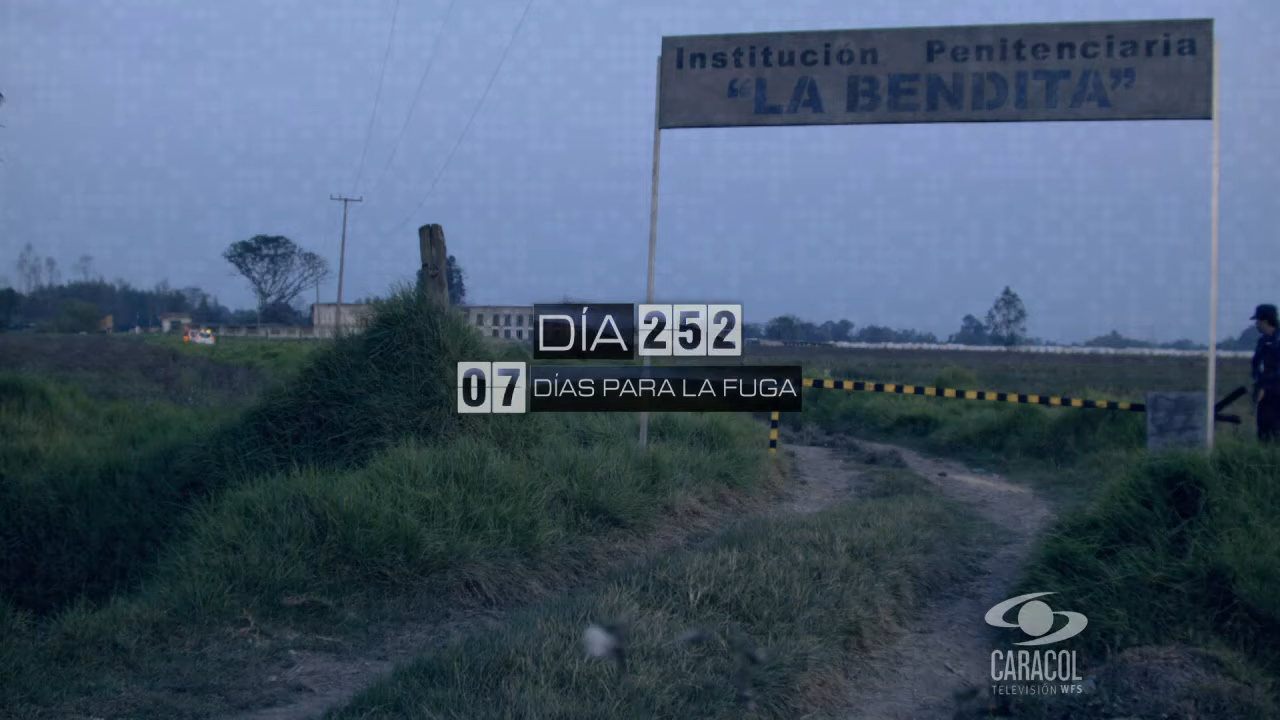 Institución Penitenciaria
“LA BENDITA”
DÍA 252
07 DÍAS PARA LA FUGA
CARACOL
TELEVISIÓN WFS